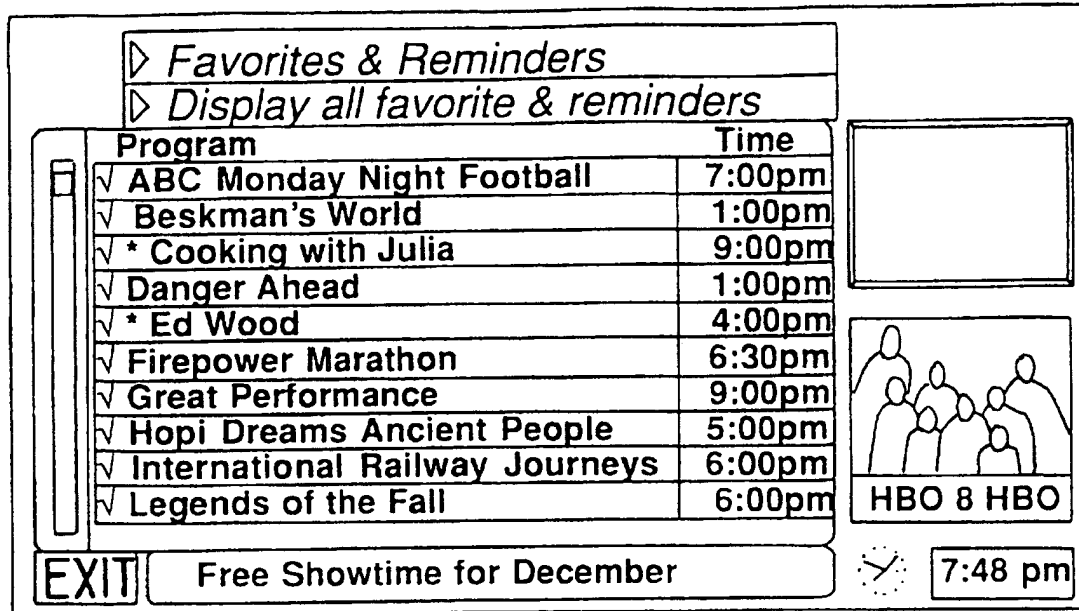 ▷ Favorites & Reminders
▷ Display all favorite & reminders
Program Time
√ ABC Monday Night Football 7:00pm
√ Beskman's World 1:00pm
√ * Cooking with Julia 9:00pm
√ Danger Ahead 1:00pm
√ * Ed Wood 4:00pm
√ Firepower Marathon 6:30pm
√ Great Performance 9:00pm
√ Hopi Dreams Ancient People 5:00pm
√ International Railway Journeys 6:00pm
√ Legends of the Fall 6:00pm
HBO 8 HBO
EXIT Free Showtime for December 7:48 pm